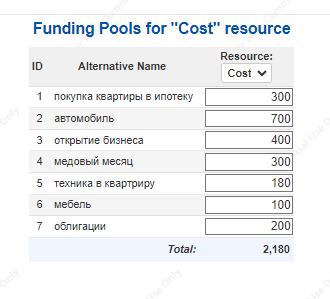 Funding Pools for "Cost" resource
ID Alternative Name Resource:
Cost
1 покупка квартиры в ипотеку 300
2 автомобиль 700
3 открытие бизнеса 400
4 медовый месяц 300
5 техника в квартриру 180
6 мебель 100
7 облигации 200
Total: 2,180